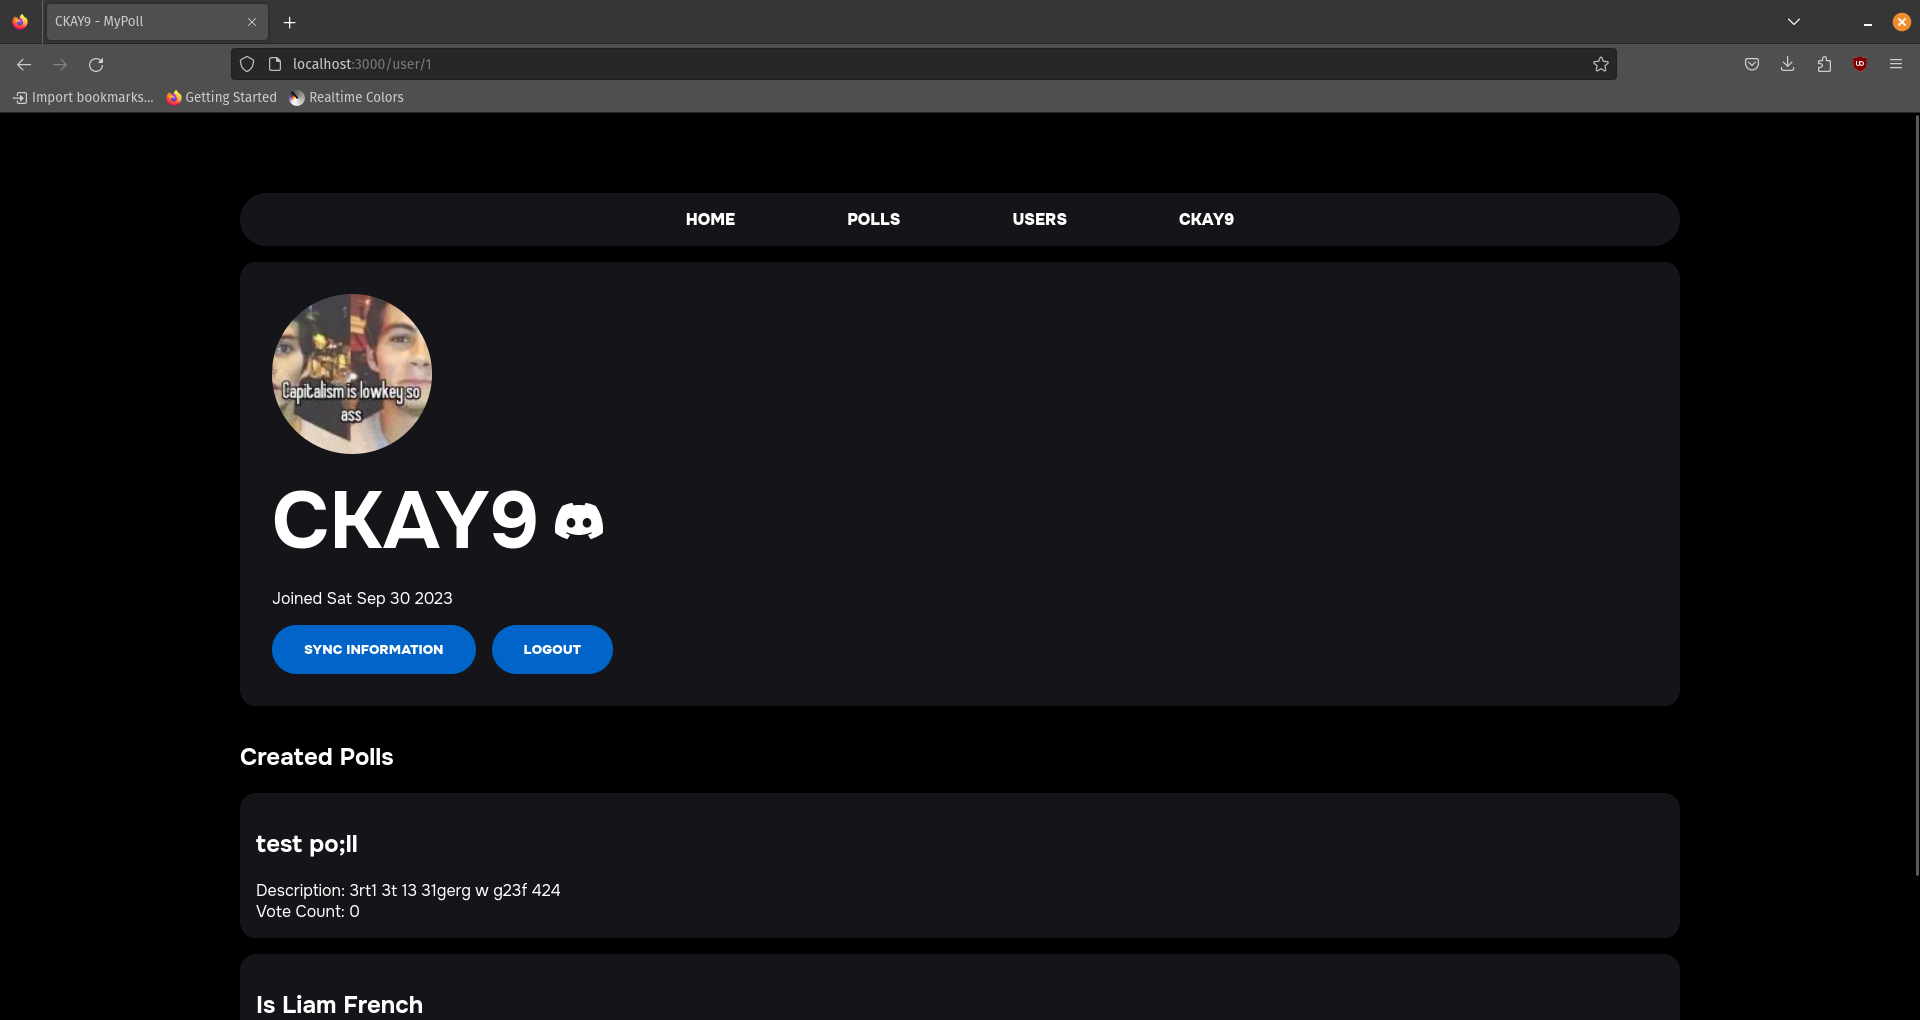 CKAY9 - MyPoll
localhost:3000/user/1
Import bookmarks...
Getting Started
Realtime Colors
HOME
POLLS
USERS
CKAY9
Capitalism is lowkey so
ass
CKAY9
Joined Sat Sep 30 2023
SYNC INFORMATION
LOGOUT
Created Polls
test po;ll
Description: 3rt1 3t 13 31gerg w g23f 424
Vote Count: 0
Is Liam French